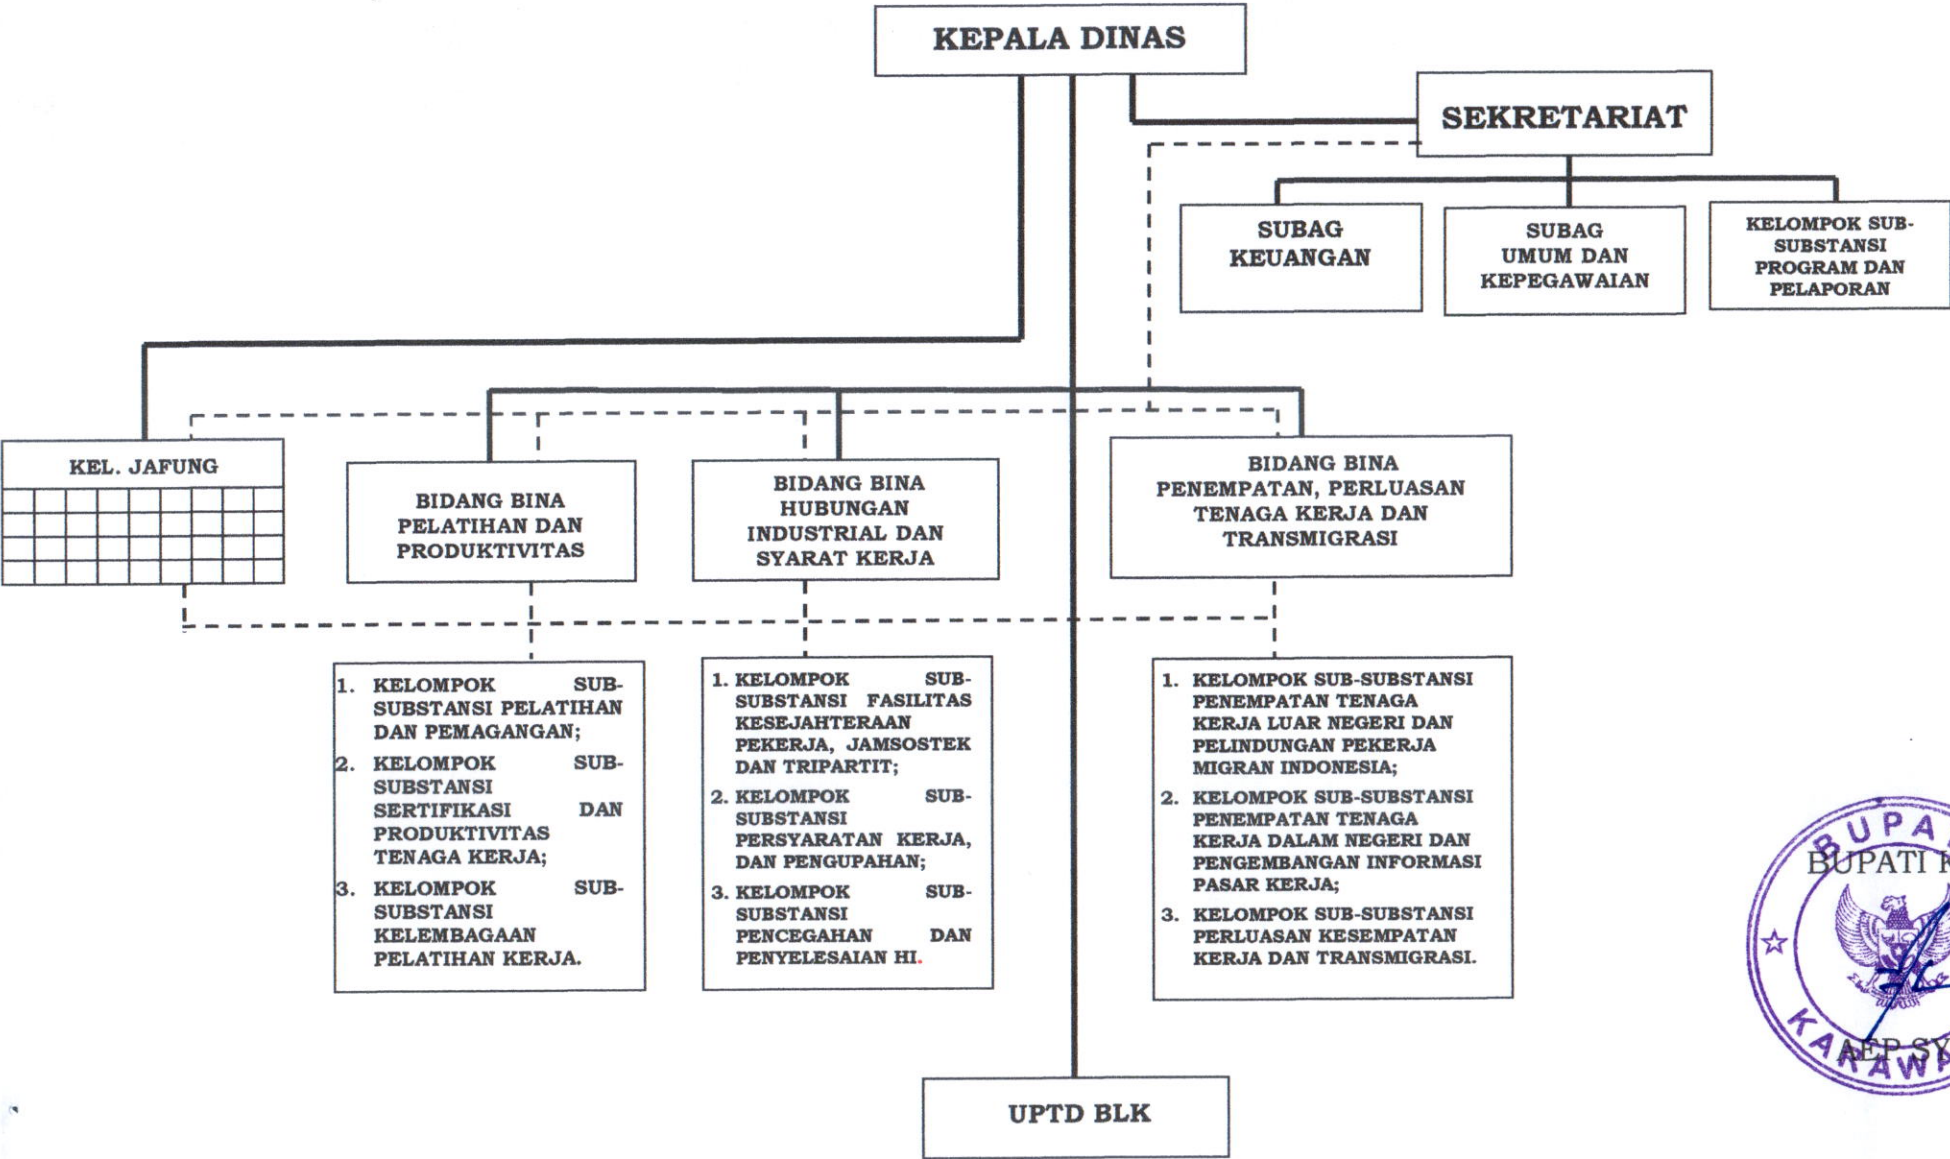 KEPALA DINAS
SEKRETARIAT
SUBAG
KEUANGAN
SUBAG
UMUM DAN
KEPEGAWAIAN
KELOMPOK SUB-
SUBSTANSI
PROGRAM DAN
PELAPORAN
KEL. JAFUNG
BIDANG BINA
PELATIHAN DAN
PRODUKTIVITAS
BIDANG BINA
HUBUNGAN
INDUSTRIAL DAN
SYARAT KERJA
BIDANG BINA
PENEMPATAN, PERLUASAN
TENAGA KERJA DAN
TRANSMIGRASI
1. KELOMPOK SUB-
SUBSTANSI PELATIHAN
DAN PEMAGANGAN;
2. KELOMPOK SUB-
SUBSTANSI
SERTIFIKASI DAN
PRODUKTIVITAS
TENAGA KERJA;
3. KELOMPOK SUB-
SUBSTANSI
KELEMBAGAAN
PELATIHAN KERJA.
1. KELOMPOK SUB-
SUBSTANSI FASILITAS
KESEJAHTERAAN
PEKERJA, JAMSOSTEK
DAN TRIPARTIT;
2. KELOMPOK SUB-
SUBSTANSI
PERSYARATAN KERJA,
DAN PENGUPAHAN;
3. KELOMPOK SUB-
SUBSTANSI
PENCEGAHAN DAN
PENYELESAIAN HI.
1. KELOMPOK SUB-SUBSTANSI
PENEMPATAN TENAGA
KERJA LUAR NEGERI DAN
PELINDUNGAN PEKERJA
MIGRAN INDONESIA;
2. KELOMPOK SUB-SUBSTANSI
PENEMPATAN TENAGA
KERJA DALAM NEGERI DAN
PENGEMBANGAN INFORMASI
PASAR KERJA;
3. KELOMPOK SUB-SUBSTANSI
PERLUASAN KESEMPATAN
KERJA DAN TRANSMIGRASI.
BUPA
BUPATI K
AEP SY
KARAWA
UPTD BLK